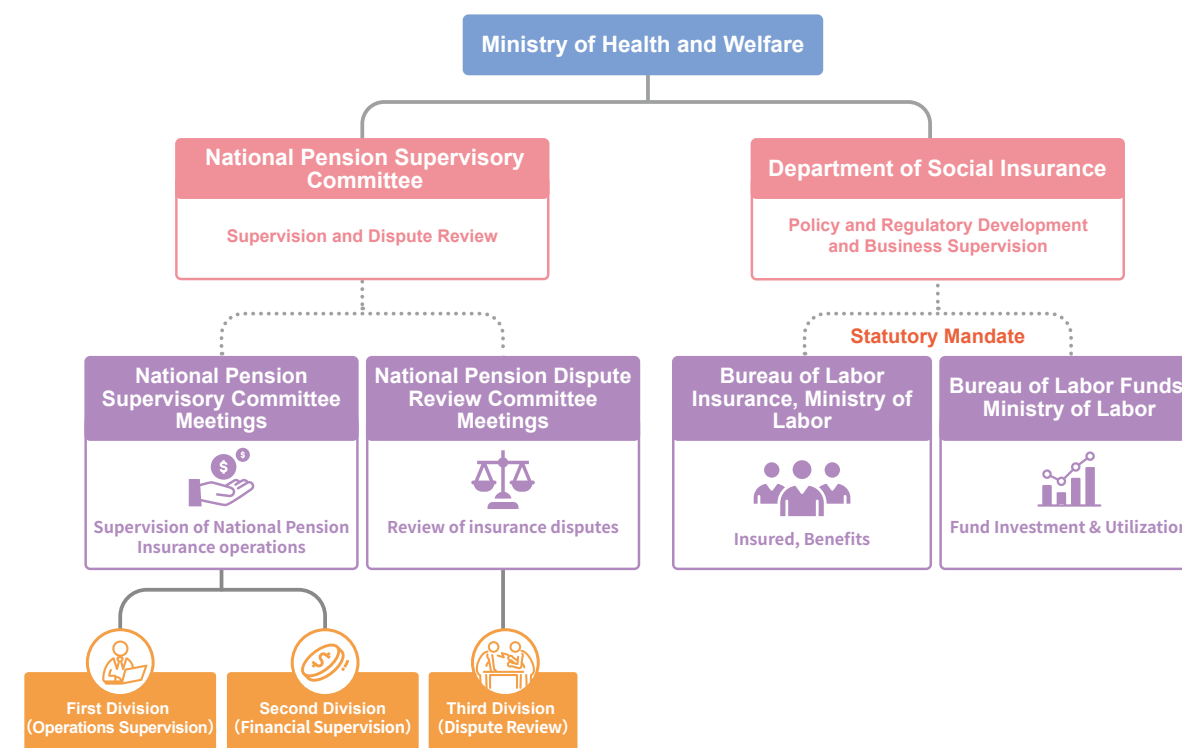 Ministry of Health and Welfare
National Pension Supervisory
Committee
Supervision and Dispute Review
Department of Social Insurance
Policy and Regulatory Development
and Business Supervision
Statutory Mandate
National Pension
Supervisory Committee
Meetings
Supervision of National Pension
Insurance operations
National Pension Dispute
Review Committee
Meetings
Review of insurance disputes
Bureau of Labor
Insurance, Ministry of
Labor
Insured, Benefits
Bureau of Labor Funds
Ministry of Labor
Fund Investment & Utilization
First Division
(Operations Supervision)
Second Division
(Financial Supervision)
Third Division
(Dispute Review)